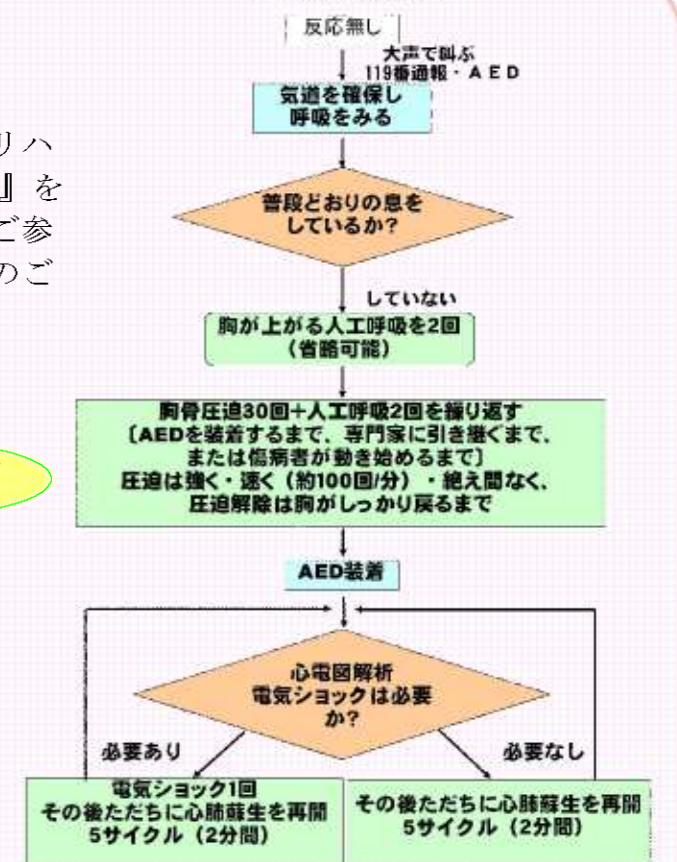 反応無し
大声で叫ぶ
119番通報・AED
気道を確保し
呼吸をみる
リハ
』を
ご参
のご
普段どおりの息を
しているか?
していない
胸が上がる人工呼吸を2回
(省略可能)
胸骨圧迫30回+人工呼吸2回を繰り返す
〔AEDを装着するまで、専門家に引き継ぐまで、
または傷病者が動き始めるまで〕
圧迫は強く・速く(約100回/分)・絶え間なく、
圧迫解除は胸がしっかり戻るまで
AED装着
心電図解析
電気ショックは必要
か?
必要あり
必要なし
電気ショック1回
その後ただちに心肺蘇生を再開
5サイクル(2分間)
その後ただちに心肺蘇生を再開
5サイクル(2分間)